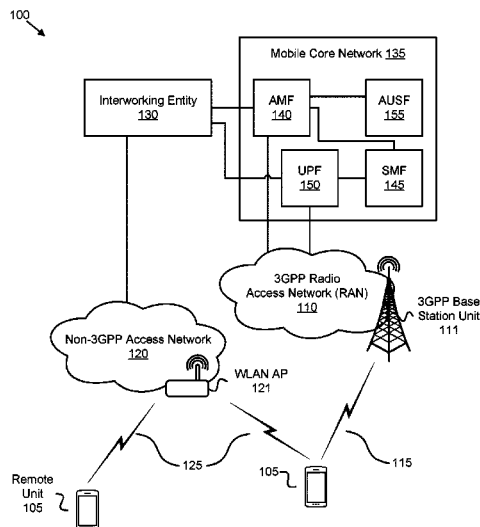 100
Mobile Core Network 135
Interworking Entity
130
AMF
140
AUSF
155
UPF
150
SMF
145
3GPP Radio
Access Network (RAN)
110
3GPP Base
Station Unit
111
Non-3GPP Access Network
120
WLAN AP
121
125
115
Remote
Unit
105
105